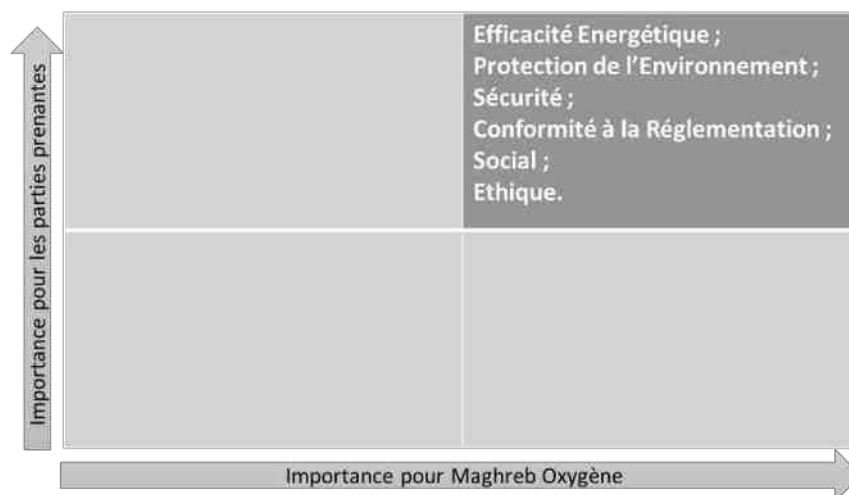 Efficacité Energétique ;
Protection de l'Environnement ;
Sécurité ;
Conformité à la Réglementation ;
Social ;
Ethique.
Importance pour les parties prenantes
Importance pour Maghreb Oxygène